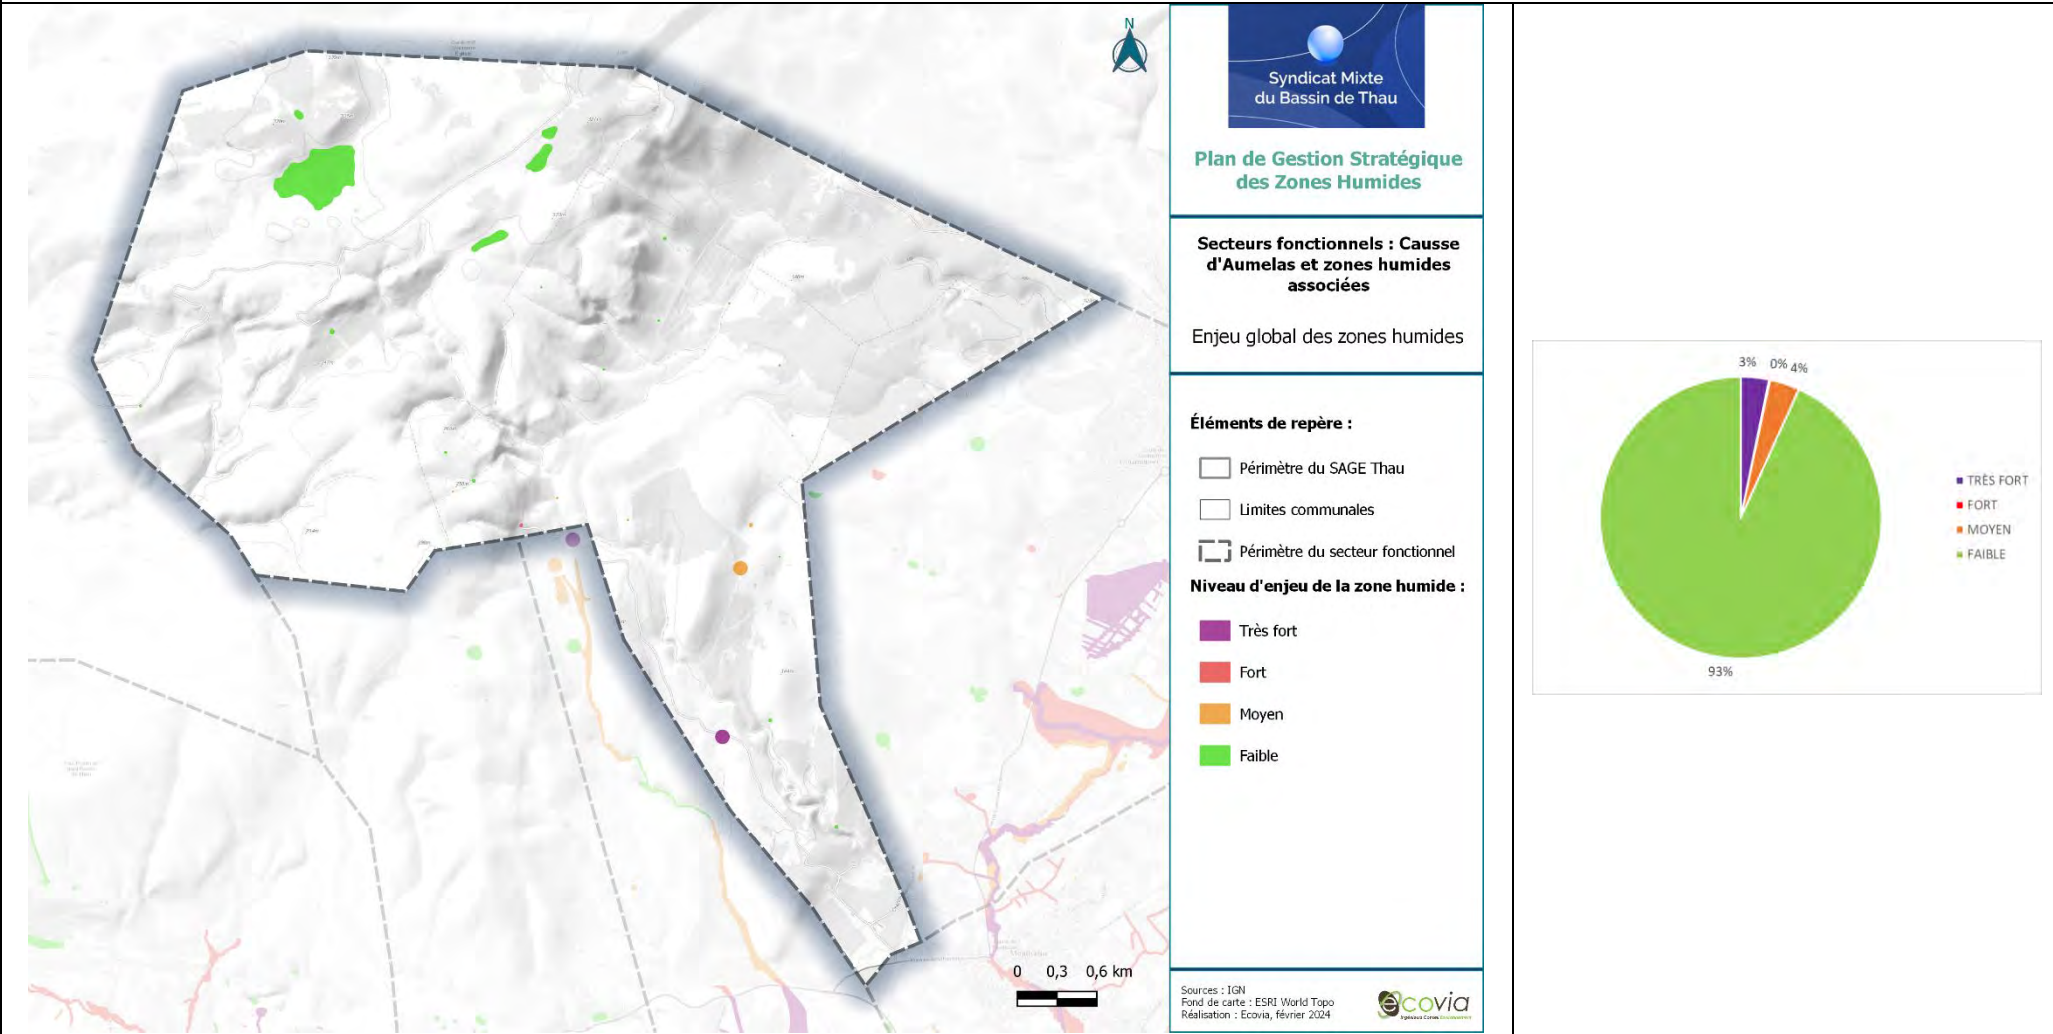 N
Syndicat Mixte
du Bassin de Thau
Plan de Gestion Stratégique
des Zones Humides
Secteurs fonctionnels : Causse
d'Aumelas et zones humides
associées
Enjeu global des zones humides
Éléments de repère :
Périmètre du SAGE Thau
Limites communales
Périmètre du secteur fonctionnel
Niveau d'enjeu de la zone humide :
Très fort
Fort
Moyen
Faible
0 0,3 0,6 km
Sources : IGN
Fond de carte : ESRI World Topo
Réalisation : Ecovia, février 2024
écovia
3% 0% 4%
93%
TRÈS FORT
FORT
MOYEN
FAIBLE